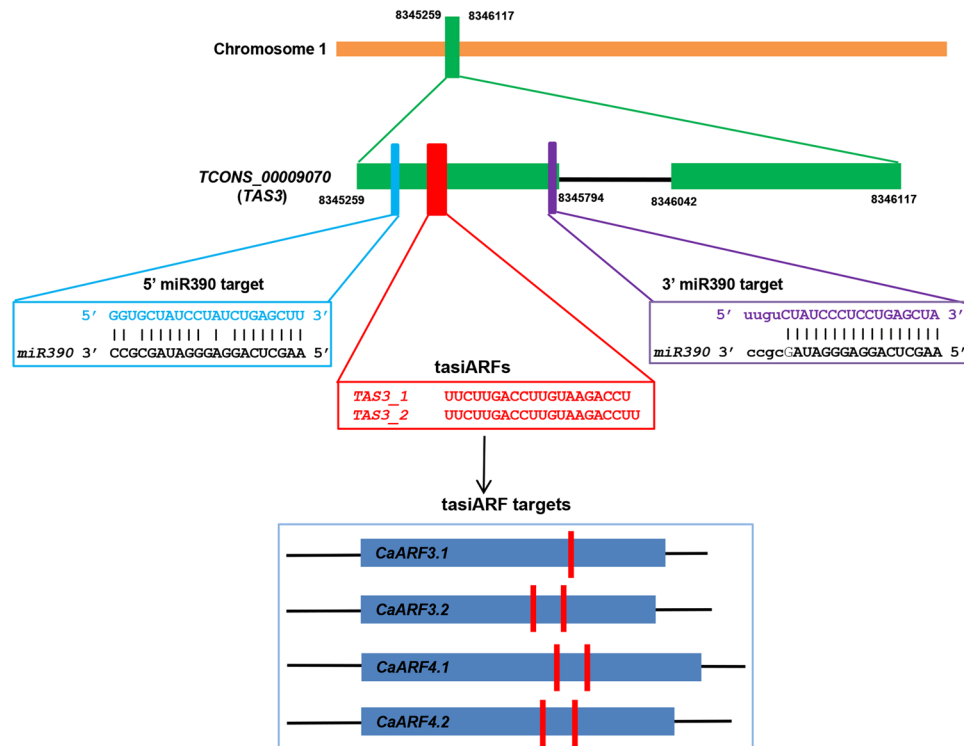 8345259 8346117
Chromosome 1
TCONS_00009070
(TAS3)
8345259 8345794 8346042 8346117
5’ miR390 target
5’ GGUGCUAUCCUAUCUGAGCUU 3’
miR390 3’ CCGCGAUAGGGAGGACUCGAA 5’
3’ miR390 target
5’ uuguCUAUCCCUCCUGAGCUA 3’
miR390 3’ ccgcGAUAGGGAGGACUCGAA 5’
tasiARFs
TAS3_1 UUCUUGACCUUGUAAGACCU
TAS3_2 UUCUUGACCUUGUAAGACCUU
tasiARF targets
CaARF3.1
CaARF3.2
CaARF4.1
CaARF4.2